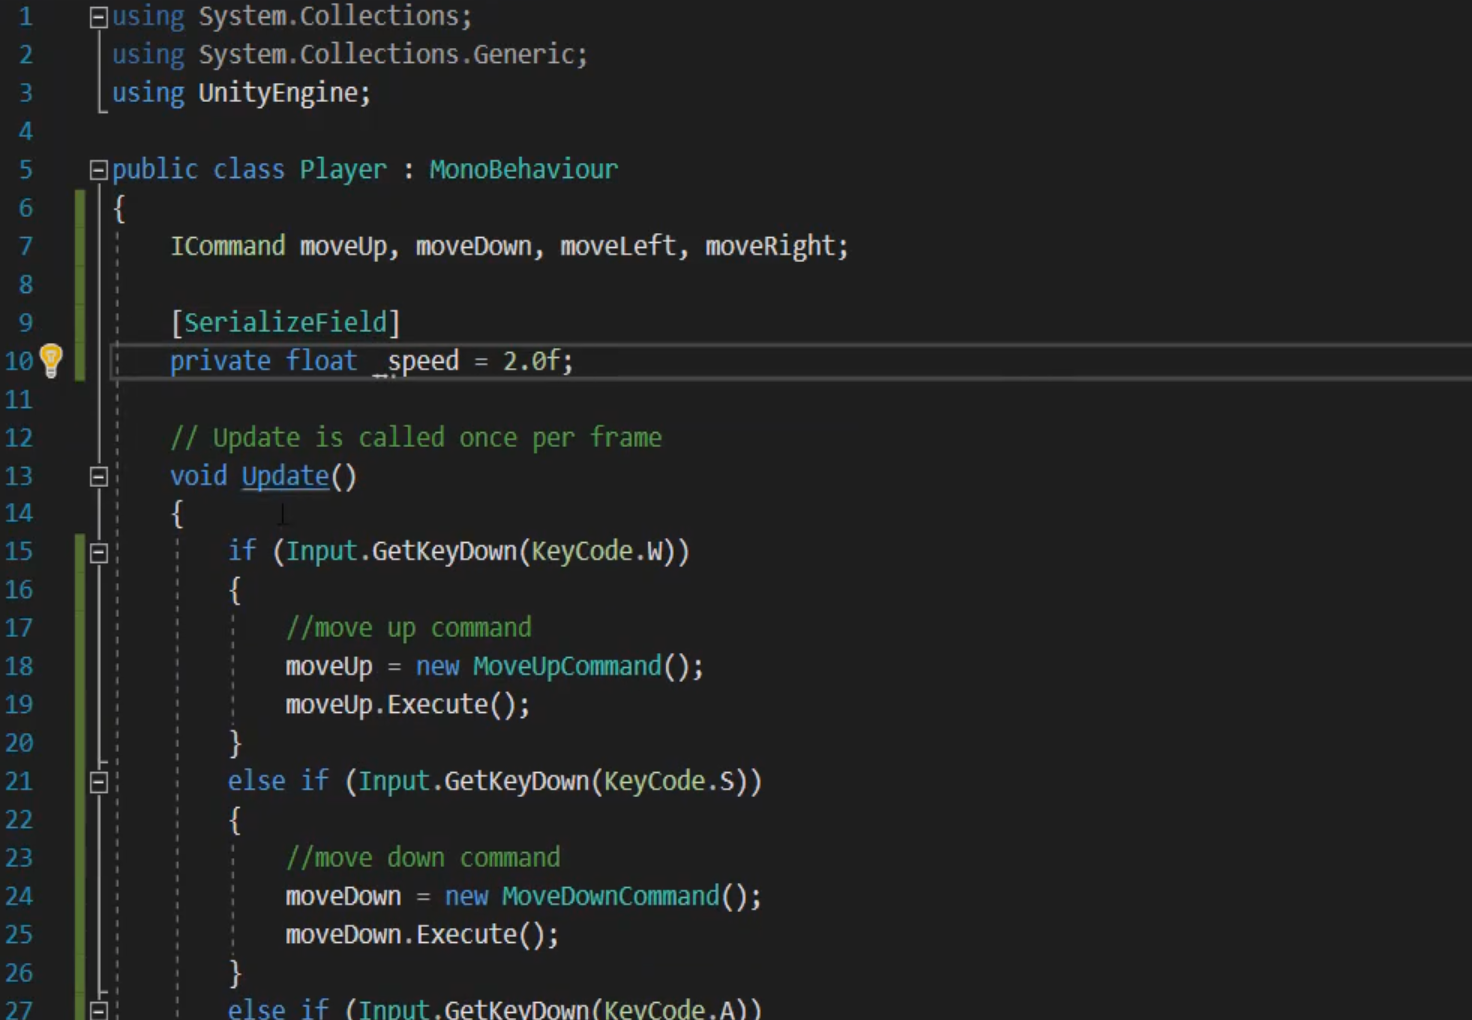 1 using System.Collections;
2 using System.Collections.Generic;
3 using UnityEngine;
4
5 public class Player : MonoBehaviour
6 {
7 ICommand moveUp, moveDown, moveLeft, moveRight;
8
9 [SerializeField]
10 private float _speed = 2.0f;
11
12 // Update is called once per frame
13 void Update()
14 {
15 if (Input.GetKeyDown(KeyCode.W))
16 {
17 //move up command
18 moveUp = new MoveUpCommand();
19 moveUp.Execute();
20 }
21 else if (Input.GetKeyDown(KeyCode.S))
22 {
23 //move down command
24 moveDown = new MoveDownCommand();
25 moveDown.Execute();
26 }
27 else if (Input.GetKeyDown(KeyCode.A))